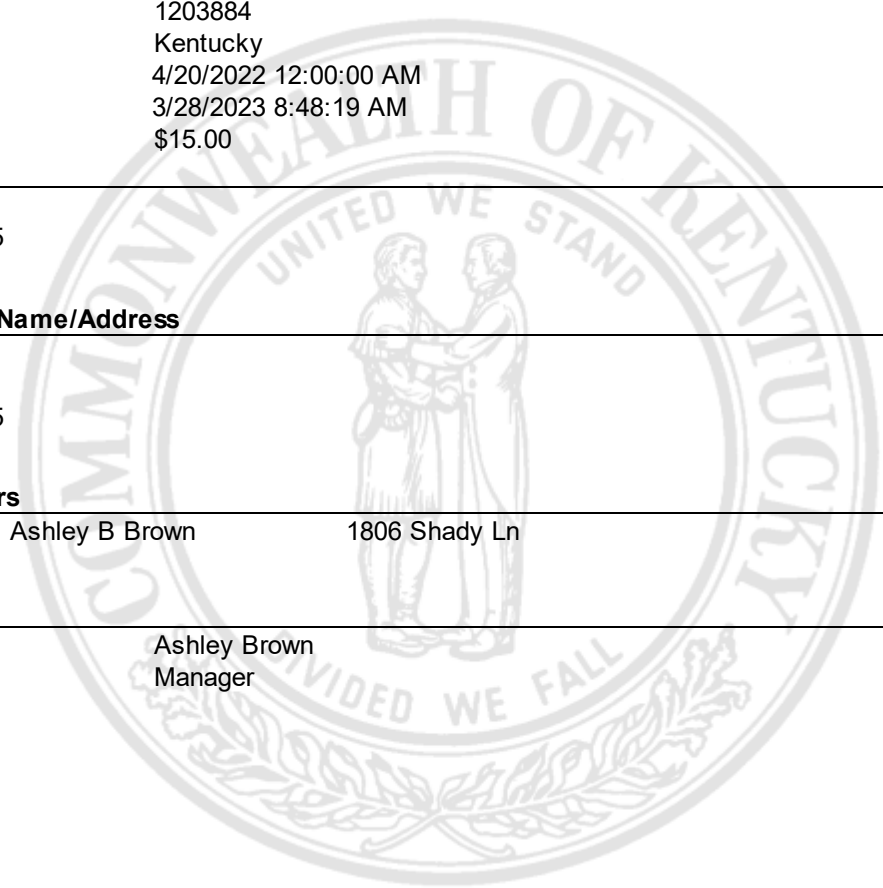 1203884
Kentucky
4/20/2022 12:00:00 AM
3/28/2023 8:48:19 AM
$15.00
5
Name/Address
5
rs
Ashley B Brown 1806 Shady Ln
Ashley Brown
Manager
COMMONWEALTH OF KENTUCKY
UNITED WE STAND
DIVIDED WE FALL